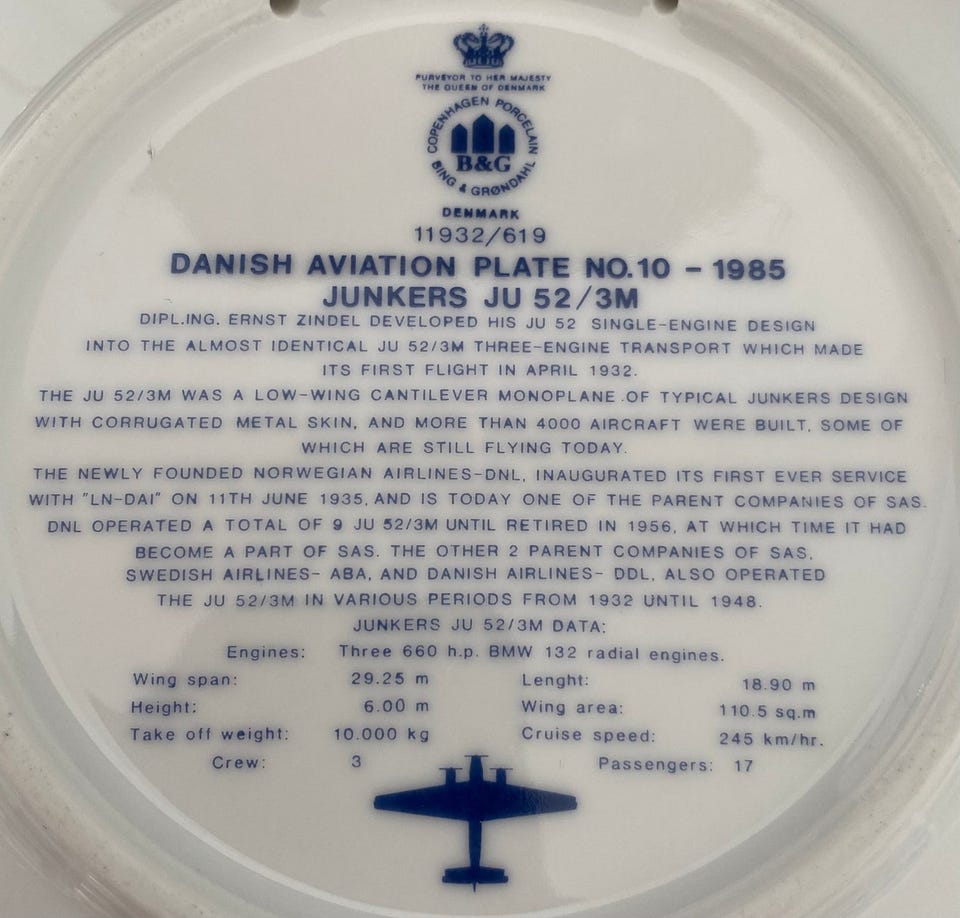 PURVEYOR TO HER MAJESTY
THE QUEEN OF DENMARK
COPENHAGEN PORCELAIN
B&G
BING & GRØNDAHL
DENMARK
11932/619
DANISH AVIATION PLATE NO.10 - 1985
JUNKERS JU 52/3M
DIPL.ING. ERNST ZINDEL DEVELOPED HIS JU 52 SINGLE-ENGINE DESIGN
INTO THE ALMOST IDENTICAL JU 52/3M THREE-ENGINE TRANSPORT WHICH MADE
ITS FIRST FLIGHT IN APRIL 1932.
THE JU 52/3M WAS A LOW-WING CANTILEVER MONOPLANE OF TYPICAL JUNKERS DESIGN
WITH CORRUGATED METAL SKIN, AND MORE THAN 4000 AIRCRAFT WERE BUILT, SOME OF
WHICH ARE STILL FLYING TODAY.
THE NEWLY FOUNDED NORWEGIAN AIRLINES-DNL, INAUGURATED ITS FIRST EVER SERVICE
WITH "LN-DAI" ON 11TH JUNE 1935, AND IS TODAY ONE OF THE PARENT COMPANIES OF SAS.
DNL OPERATED A TOTAL OF 9 JU 52/3M UNTIL RETIRED IN 1956, AT WHICH TIME IT HAD
BECOME A PART OF SAS. THE OTHER 2 PARENT COMPANIES OF SAS,
SWEDISH AIRLINES- ABA, AND DANISH AIRLINES- DDL, ALSO OPERATED
THE JU 52/3M IN VARIOUS PERIODS FROM 1932 UNTIL 1948.
JUNKERS JU 52/3M DATA:
Engines: Three 660 h.p. BMW 132 radial engines.
Wing span: 29.25 m Lenght: 18.90 m
Height: 6.00 m Wing area: 110.5 sq.m
Take off weight: 10.000 kg Cruise speed: 245 km/hr.
Crew: 3 Passengers: 17